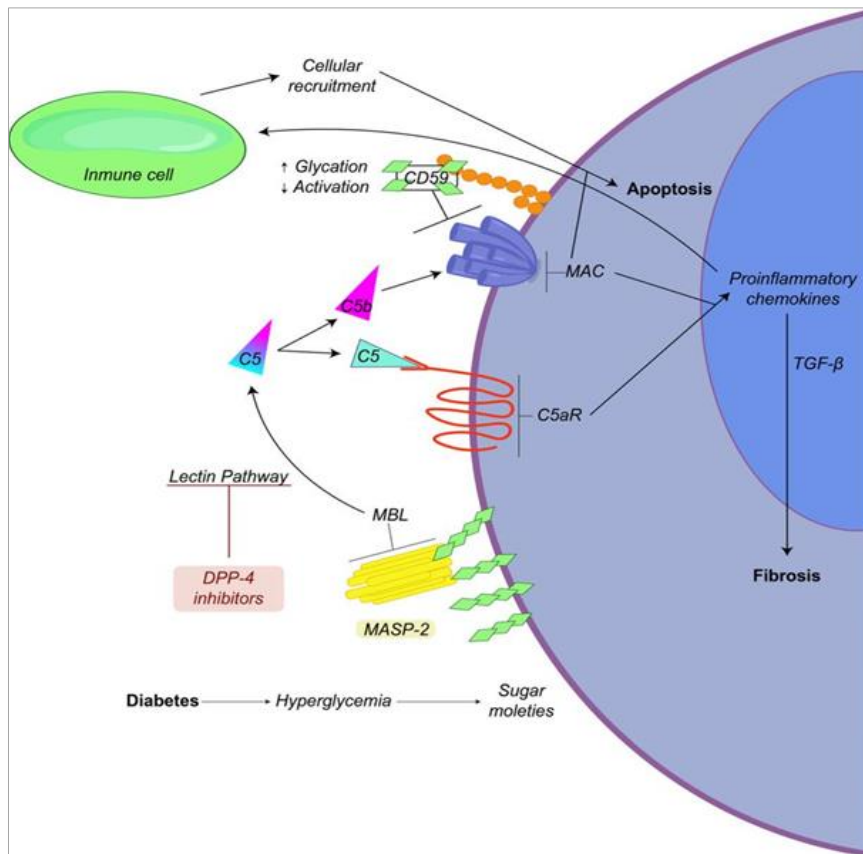 Cellular
recruitment
Inmune cell
↑ Glycation
↓ Activation
CD59
Apoptosis
MAC
Proinflammatory
chemokines
C5b
C5
C5
TGF-β
C5aR
Lectin Pathway
MBL
DPP-4
inhibitors
Fibrosis
MASP-2
Diabetes
Hyperglycemia
Sugar
moleties